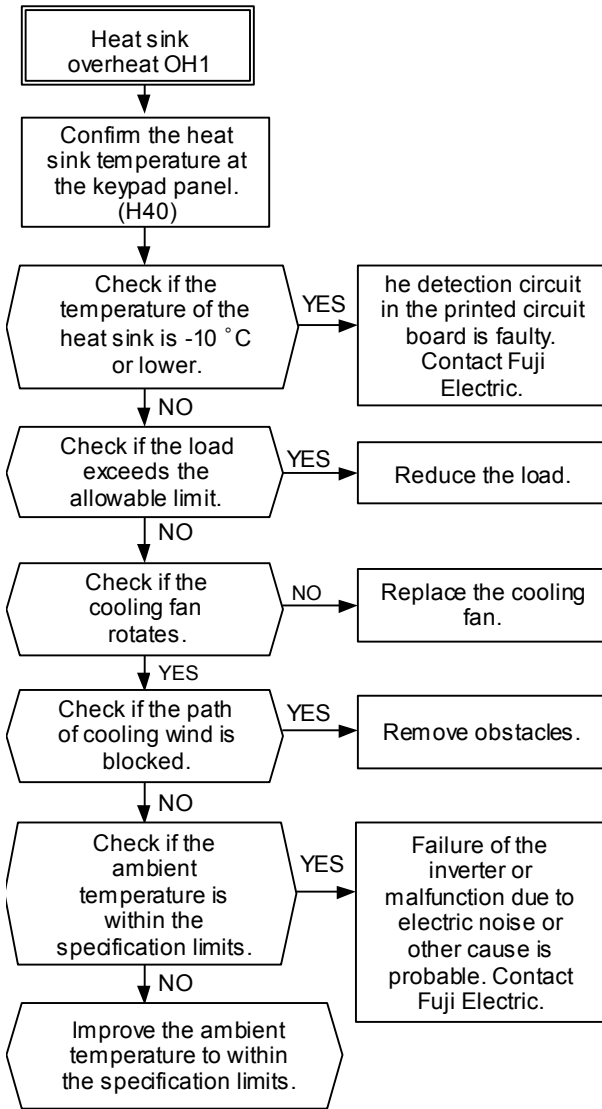 Heat sink
overheat OH1
Confirm the heat
sink temperature at
the keypad panel.
(H40)
Check if the
temperature of the
heat sink is -10 ˚C
or lower.
YES
he detection circuit
in the printed circuit
board is faulty.
Contact Fuji
Electric.
NO
Check if the load
exceeds the
allowable limit.
YES
Reduce the load.
NO
Check if the
cooling fan
rotates.
NO
Replace the cooling
fan.
YES
Check if the path
of cooling wind is
blocked.
YES
Remove obstacles.
NO
Check if the
ambient
temperature is
within the
specification limits.
YES
Failure of the
inverter or
malfunction due to
electric noise or
other cause is
probable. Contact
Fuji Electric.
NO
Improve the ambient
temperature to within
the specification limits.